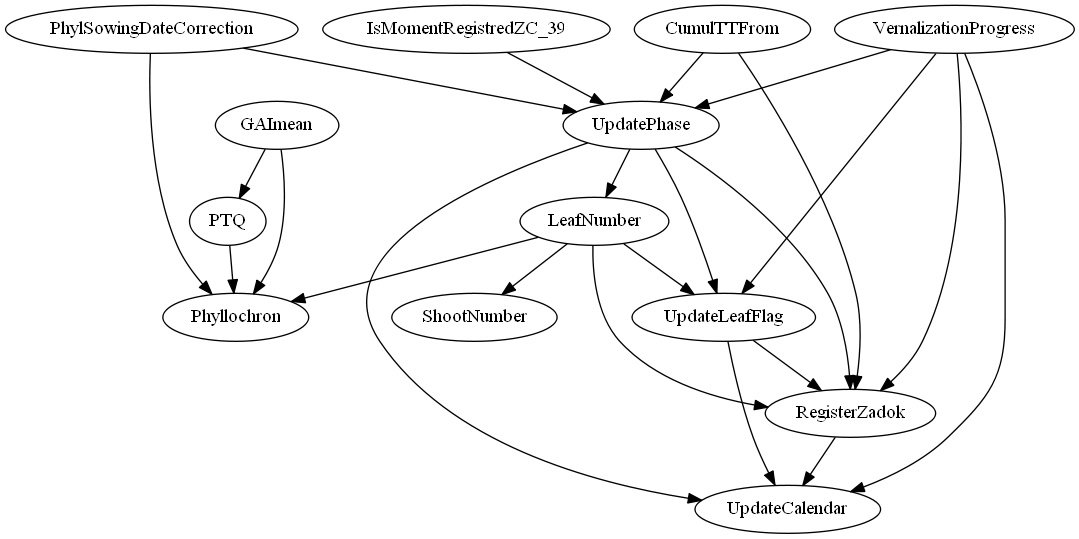 PhylSowingDateCorrection
IsMomentRegistredZC_39
CumulTTFrom
VernalizationProgress
GAImean
UpdatePhase
PTQ
LeafNumber
Phyllochron
ShootNumber
UpdateLeafFlag
RegisterZadok
UpdateCalendar